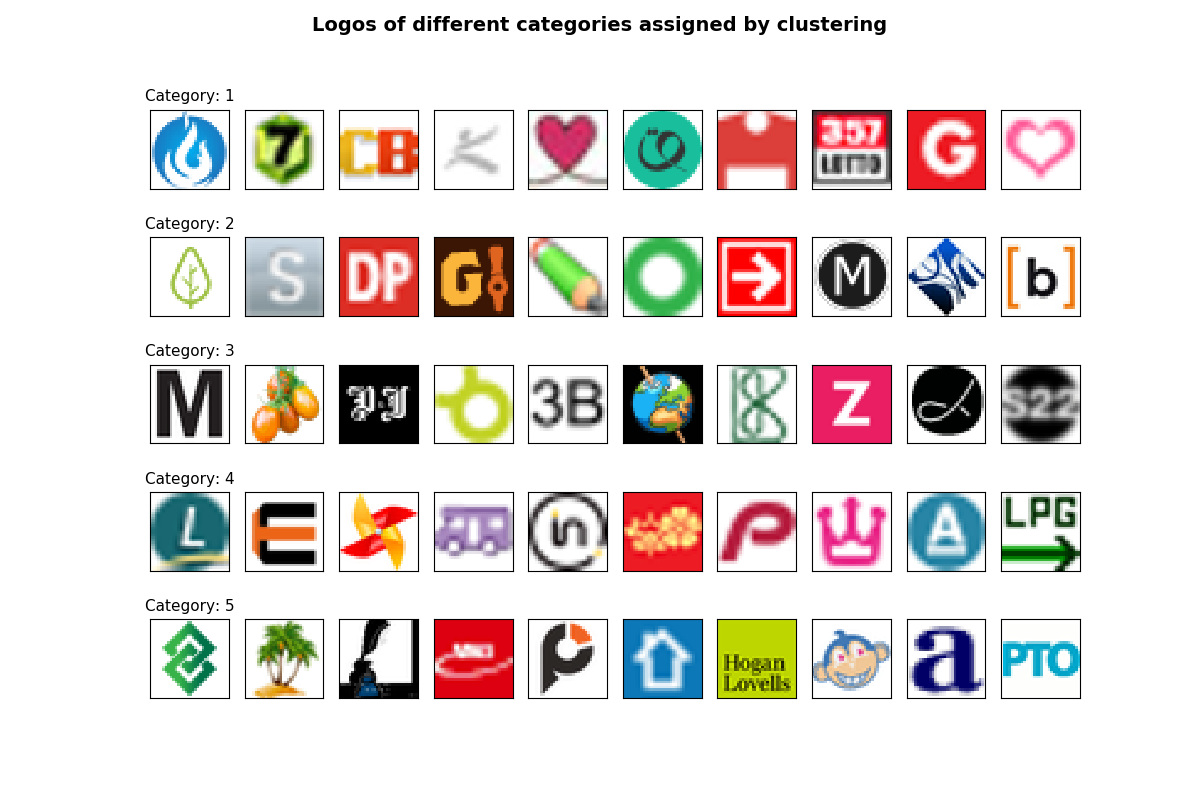 Logos of different categories assigned by clustering
Category: 1
7
CB
357
LOTTO
G
Category: 2
S
DP
G!
M
[b]
Category: 3
M
P.J
3B
Z
S22
Category: 4
L
E
in
P
A
LPG
Category: 5
Hogan
Lovells
a
PTO